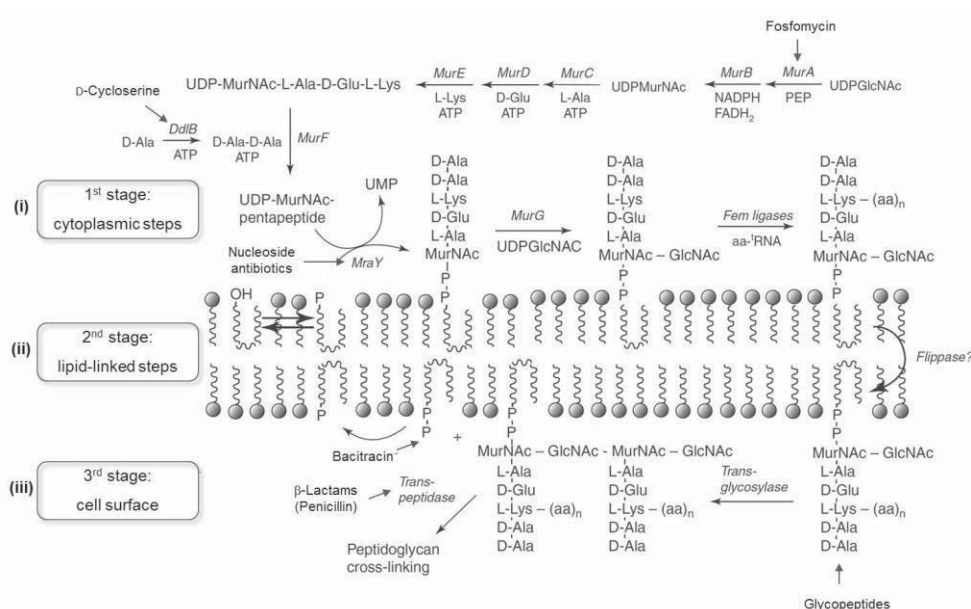 Fosfomycin
MurE MurD MurC MurB MurA
UDP-MurNAc-L-Ala-D-Glu-L-Lys UDPMurNAc UDPGlcNAc
L-Lys D-Glu L-Ala NADPH PEP
ATP ATP ATP FADH2
D-Cycloserine
DdlB
D-Ala D-Ala-D-Ala MurF
ATP ATP
(i)
1st stage:
cytoplasmic steps
UDP-MurNAc-
pentapeptide
UMP
Nucleoside
antibiotics
MraY
D-Ala
D-Ala
L-Lys
D-Glu
L-Ala
MurNAc
P
P
MurG
UDPGlcNAC
D-Ala
D-Ala
L-Lys
D-Glu
L-Ala
MurNAc – GlcNAc
P
P
Fem ligases
aa-tRNA
D-Ala
D-Ala
L-Lys – (aa)n
D-Glu
L-Ala
MurNAc – GlcNAc
P
P
OH P
(ii)
2nd stage:
lipid-linked steps
Flippase?
P
P
P
Bacitracin
+
P
P
MurNAc – GlcNAc - MurNAc – GlcNAc
L-Ala L-Ala
D-Glu D-Glu
L-Lys – (aa)n L-Lys – (aa)n
D-Ala D-Ala
D-Ala D-Ala
Trans-
glycosylase
P
P
MurNAc – GlcNAc
L-Ala
D-Glu
L-Lys – (aa)n
D-Ala
D-Ala
(iii)
3rd stage:
cell surface
β-Lactams
(Penicillin)
Trans-
peptidase
Peptidoglycan
cross-linking
Glycopeptides